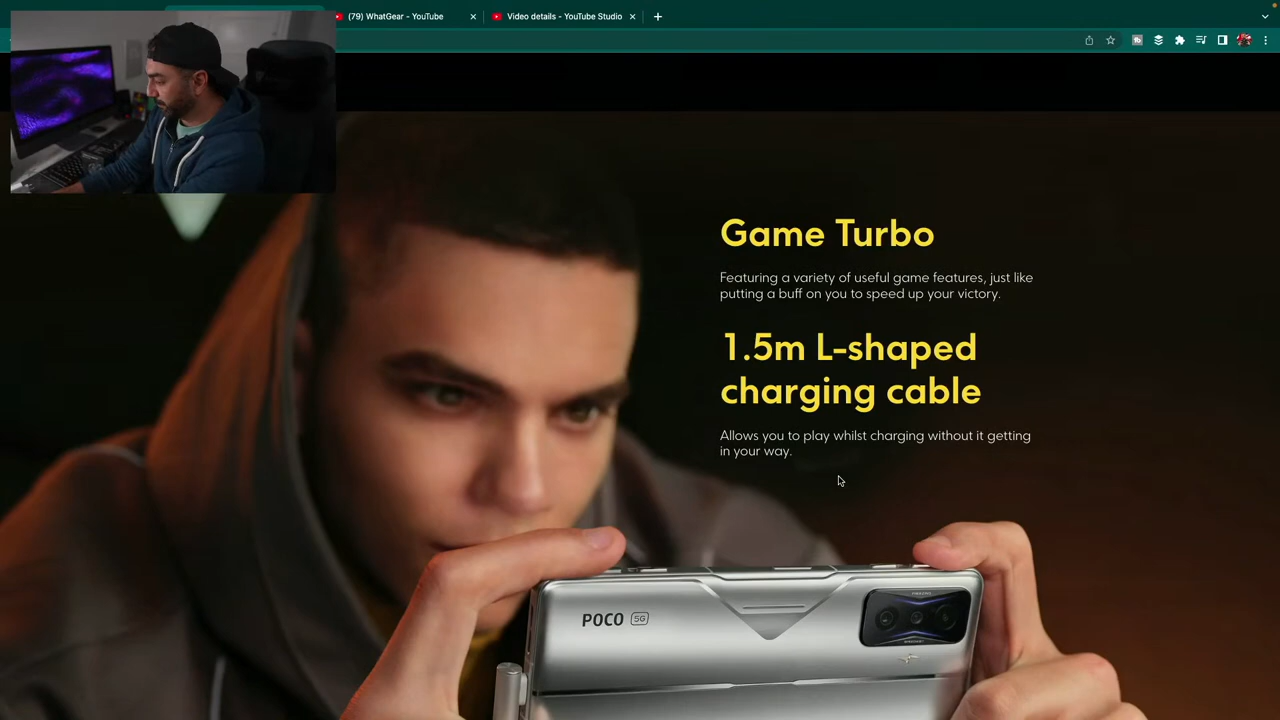 (79) WhatGear - YouTube
Video details - YouTube Studio
Game Turbo
Featuring a variety of useful game features, just like
putting a buff on you to speed up your victory.
1.5m L-shaped
charging cable
Allows you to play whilst charging without it getting
in your way.
POCO 5G